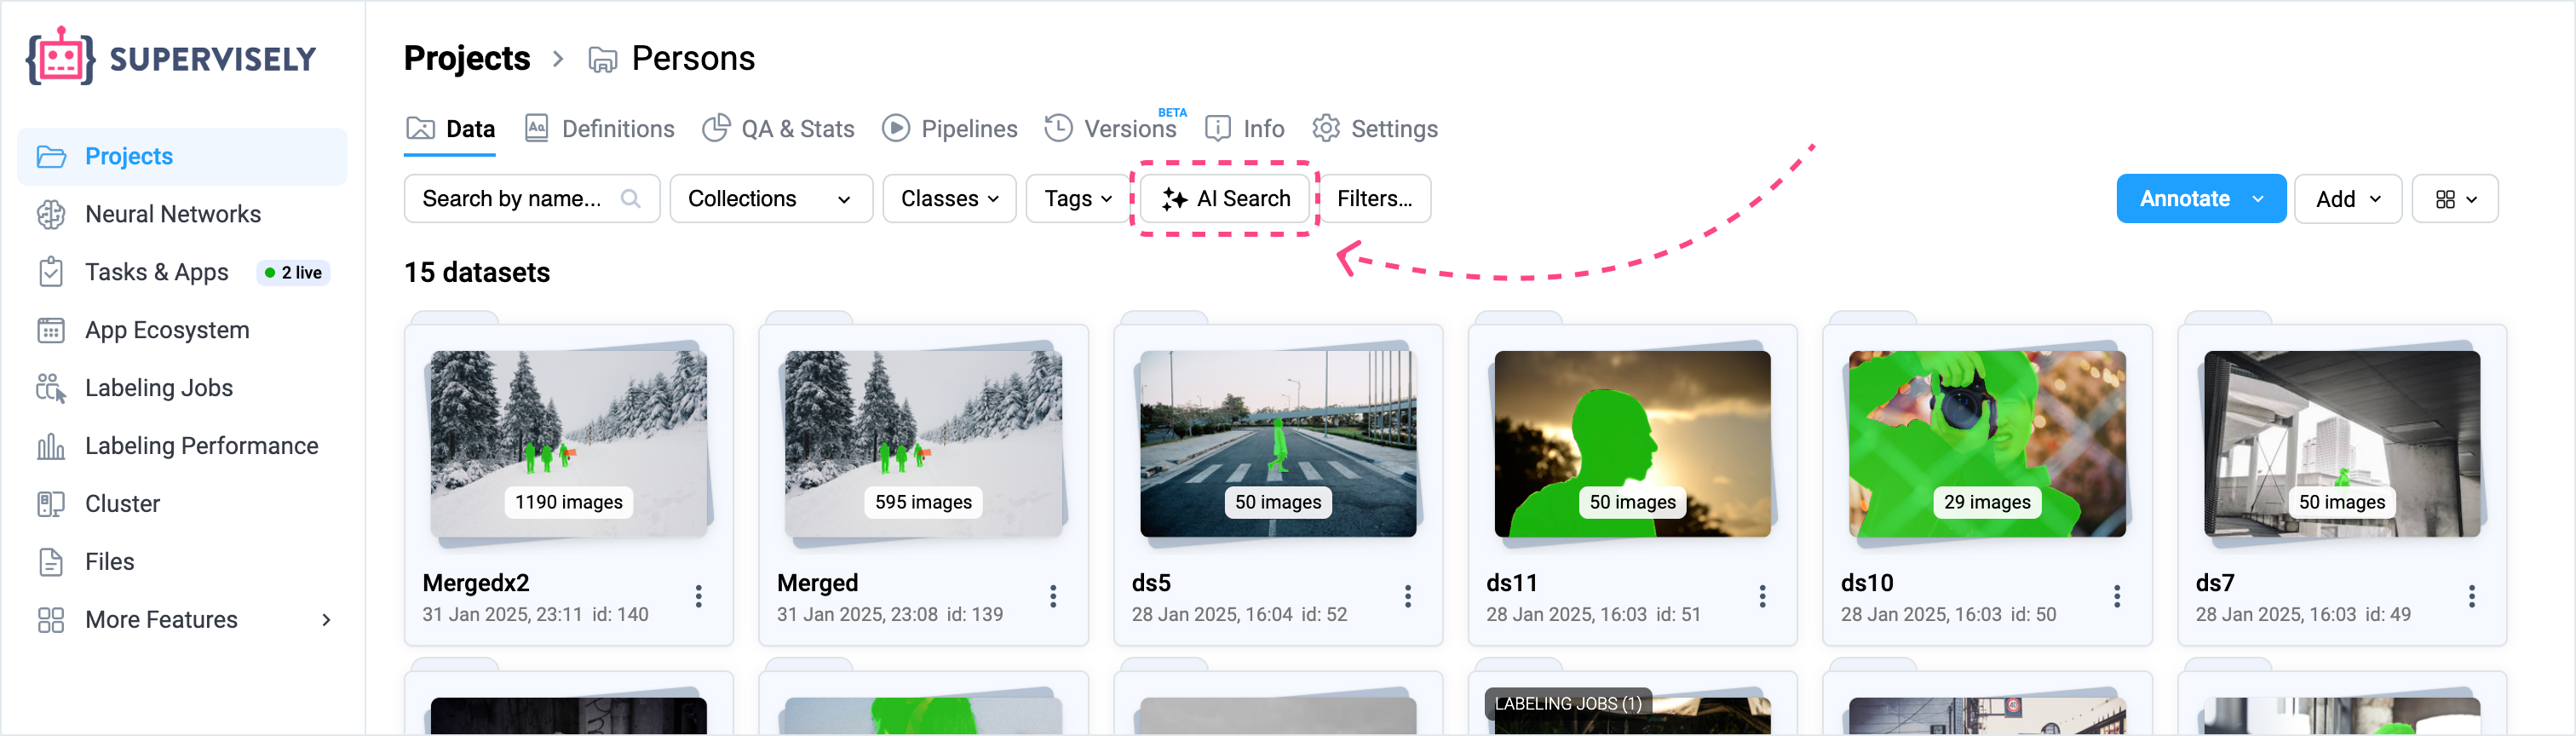 SUPERVISELY
Projects
Neural Networks
Tasks & Apps 2 live
App Ecosystem
Labeling Jobs
Labeling Performance
Cluster
Files
More Features
Projects > Persons
Data Definitions QA & Stats Pipelines Versions BETA Info Settings
Search by name... Collections Classes Tags AI Search Filters... Annotate Add
15 datasets
1190 images 595 images 50 images 50 images 29 images 50 images
Mergedx2 Merged ds5 ds11 ds10 ds7
31 Jan 2025, 23:11 id: 140 31 Jan 2025, 23:08 id: 139 28 Jan 2025, 16:04 id: 52 28 Jan 2025, 16:03 id: 51 28 Jan 2025, 16:03 id: 50 28 Jan 2025, 16:03 id: 49
LABELING JOBS (1)